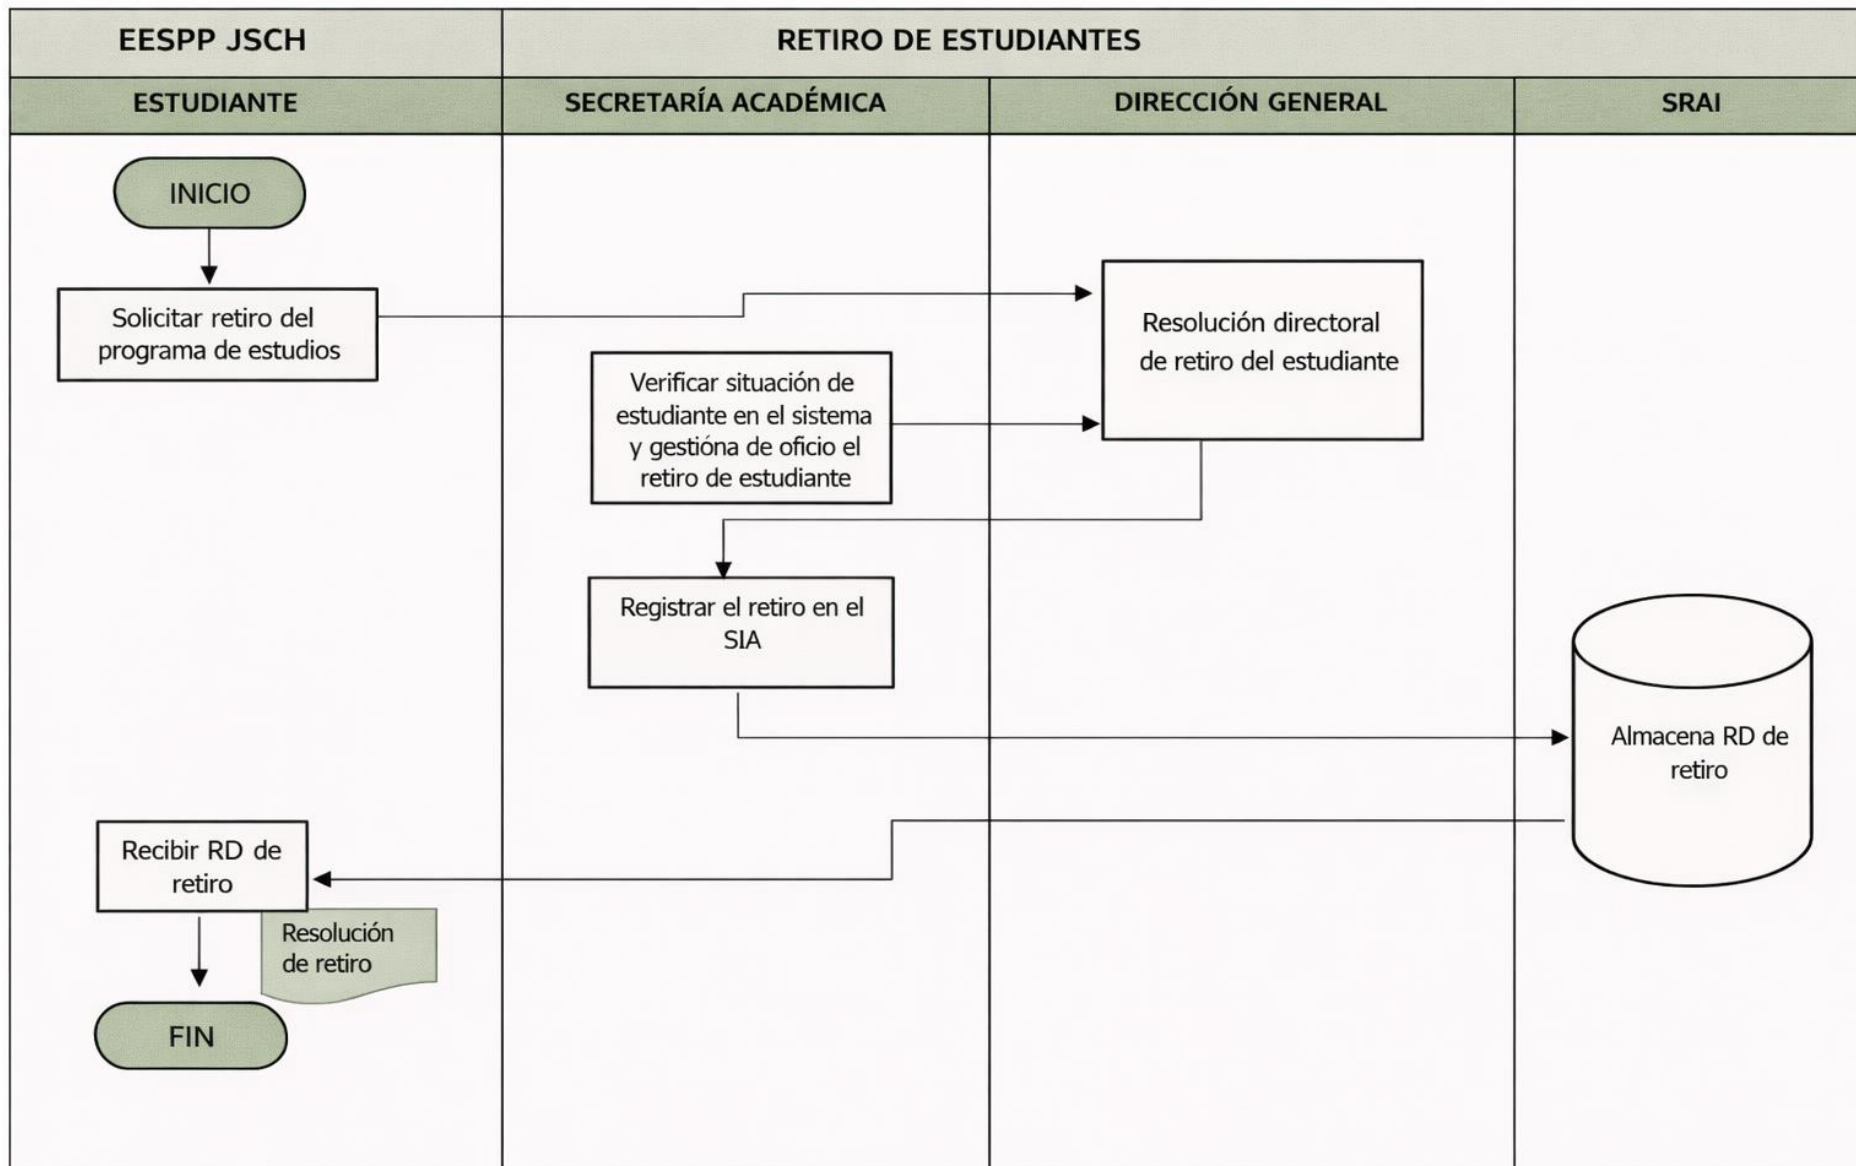 EESPP JSCH
RETIRO DE ESTUDIANTES
ESTUDIANTE
SECRETARÍA ACADÉMICA
DIRECCIÓN GENERAL
SRAI
INICIO
Solicitar retiro del
programa de estudios
Resolución directoral
de retiro del estudiante
Verificar situación de
estudiante en el sistema
y gestióna de oficio el
retiro de estudiante
Registrar el retiro en el
SIA
Almacena RD de
retiro
Recibir RD de
retiro
Resolución
de retiro
FIN